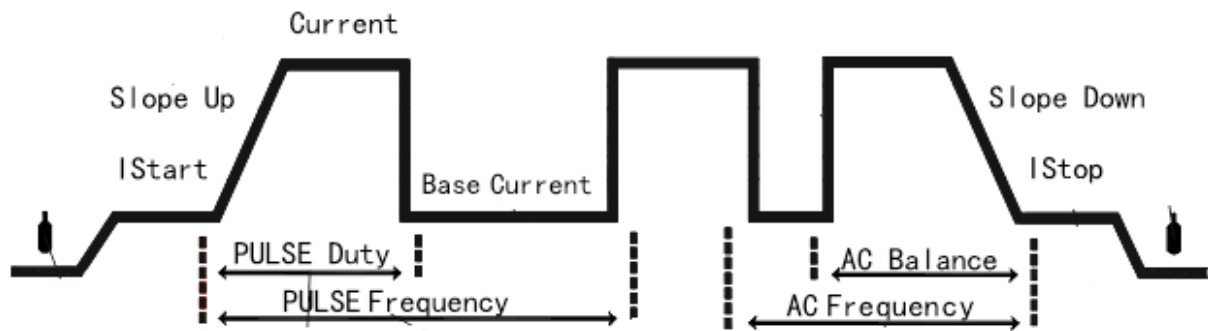 Current
Slope Up
Slope Down
IStart
Base Current
IStop
PULSE Duty
AC Balance
PULSE Frequency
AC Frequency